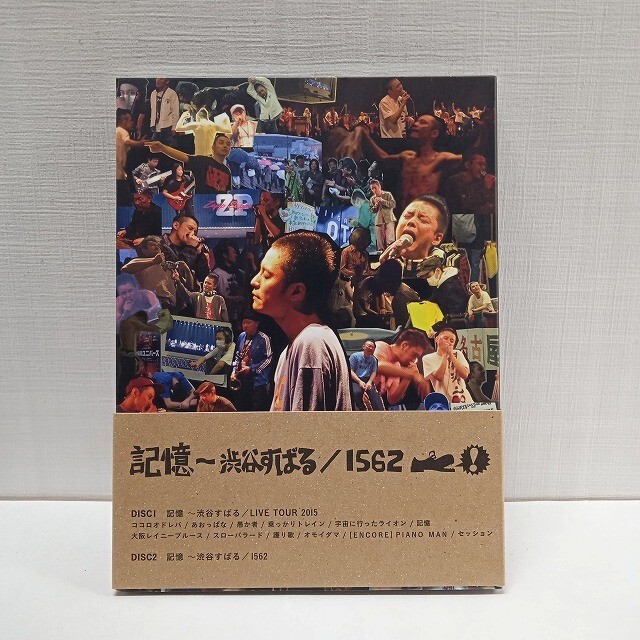 ZP
名古屋
記憶～渋谷すばる/1562
DISC1 記憶 ～渋谷すばる/LIVE TOUR 2015
ココロオドレバ / あおっぱな / 愚か者 / 乗っかりトレイン / 宇宙に行ったライオン / 記憶
大阪レイニーブルース / スローバラード / 護り歌 / オモイダマ / [ENCORE] PIANO MAN / セッション
DISC2 記憶 ～渋谷すばる/1562